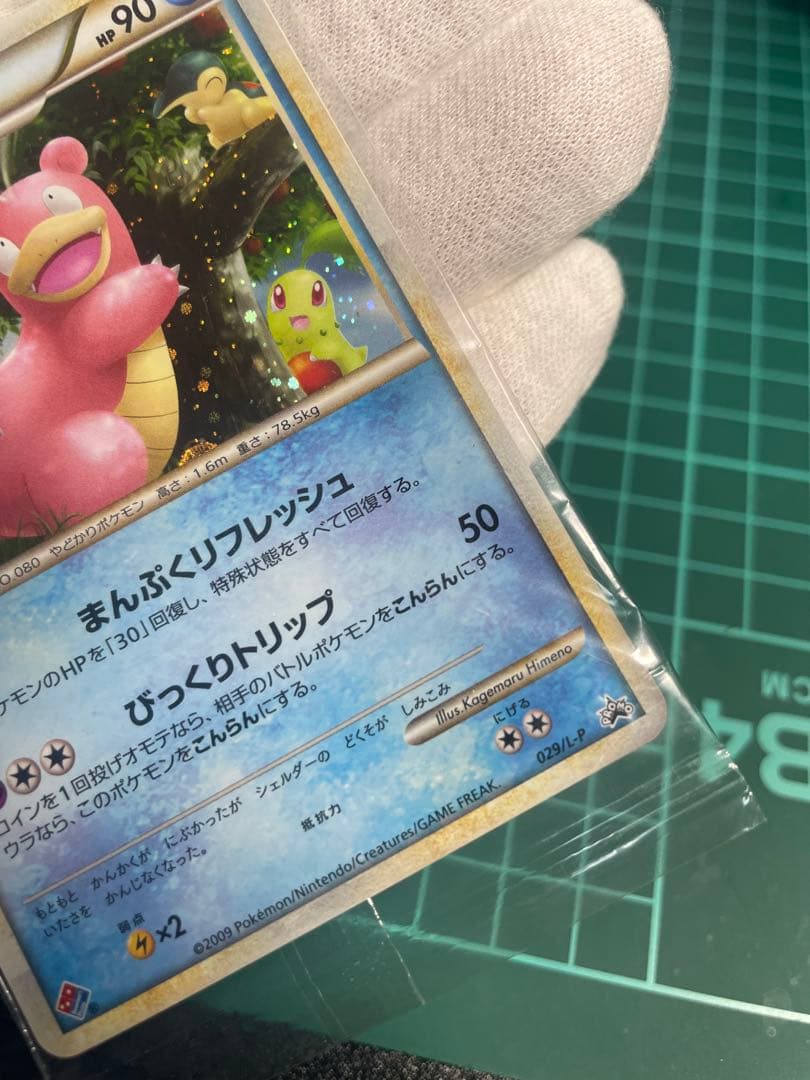 HP 90
NO 080 やどかりポケモン 高さ:1.6m 重さ:78.5kg
まんぷくリフレッシュ
ケモンのHPを「30」回復し、特殊状態をすべて回復する。
びっくりトリップ 50
コインを1回投げオモテなら、相手のバトルポケモンをこんらんにする。
ウラなら、このポケモンをこんらんにする。
もともと かんかくが にぶかったが シェルダーの どくそが しみこみ
いたさを かんじなくなった。
Illus. Kagemaru Himeno
弱点 抵抗力 にげる
×2
029/L-P
PROMO
©2009 Pokémon/Nintendo/Creatures/GAME FREAK.
B4
CM